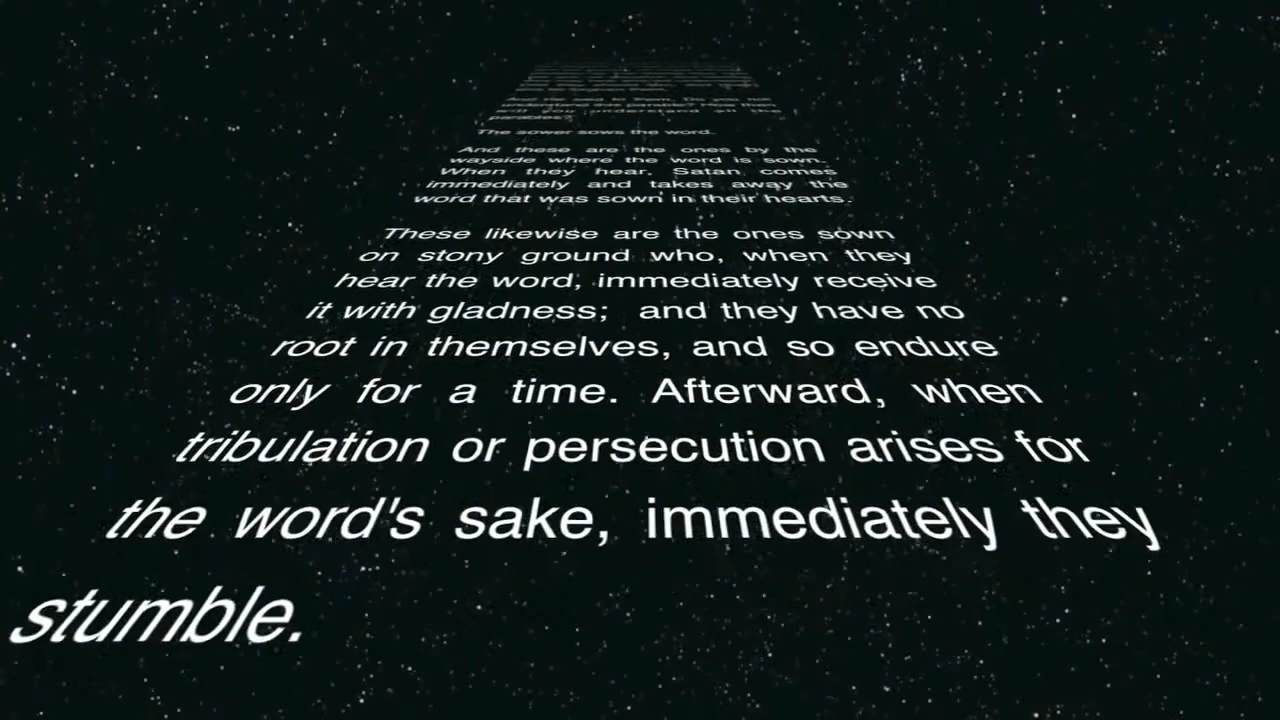 And he said to them, Do you not
understand this parable? How then
will you understand all the
parables?
The sower sows the word.
And these are the ones by the
wayside where the word is sown.
When they hear, Satan comes
immediately and takes away the
word that was sown in their hearts.
These likewise are the ones sown
on stony ground who, when they
hear the word, immediately receive
it with gladness; and they have no
root in themselves, and so endure
only for a time. Afterward, when
tribulation or persecution arises for
the word's sake, immediately they
stumble.